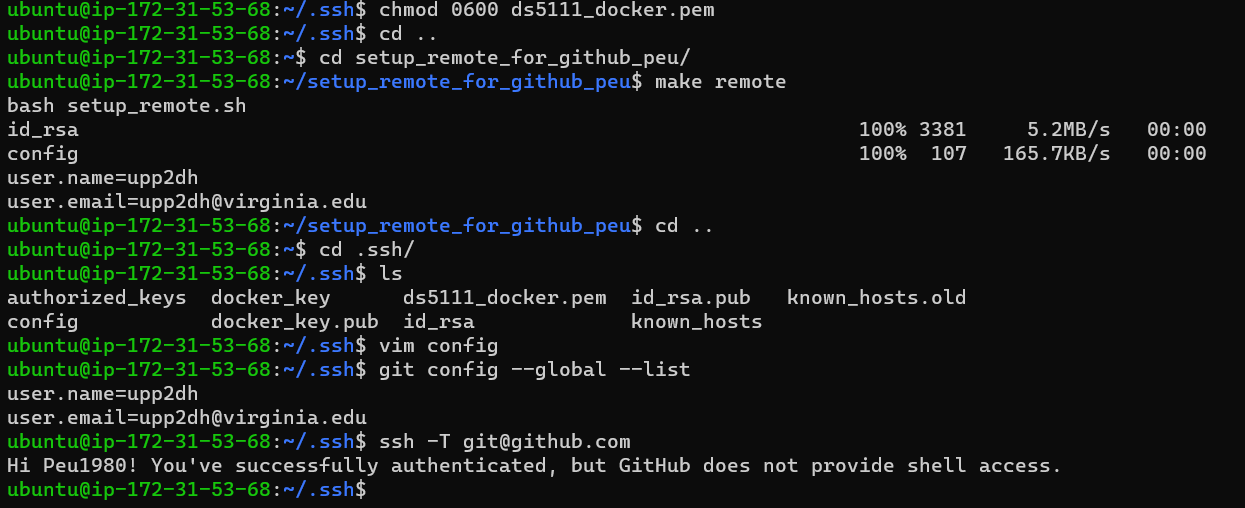 ubuntu@ip-172-31-53-68:~/.ssh$ chmod 0600 ds5111_docker.pem
ubuntu@ip-172-31-53-68:~/.ssh$ cd ..
ubuntu@ip-172-31-53-68:~$ cd setup_remote_for_github_peu/
ubuntu@ip-172-31-53-68:~/setup_remote_for_github_peu$ make remote
bash setup_remote.sh
id_rsa 100% 3381 5.2MB/s 00:00
config 100% 107 165.7KB/s 00:00
user.name=upp2dh
user.email=upp2dh@virginia.edu
ubuntu@ip-172-31-53-68:~/setup_remote_for_github_peu$ cd ..
ubuntu@ip-172-31-53-68:~$ cd .ssh/
ubuntu@ip-172-31-53-68:~/.ssh$ ls
authorized_keys docker_key ds5111_docker.pem id_rsa.pub known_hosts.old
config docker_key.pub id_rsa known_hosts
ubuntu@ip-172-31-53-68:~/.ssh$ vim config
ubuntu@ip-172-31-53-68:~/.ssh$ git config --global --list
user.name=upp2dh
user.email=upp2dh@virginia.edu
ubuntu@ip-172-31-53-68:~/.ssh$ ssh -T git@github.com
Hi Peu1980! You've successfully authenticated, but GitHub does not provide shell access.
ubuntu@ip-172-31-53-68:~/.ssh$